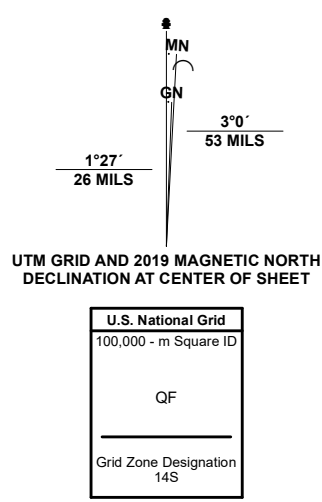 MN
GN
3°0´
53 MILS
1°27´
26 MILS
UTM GRID AND 2019 MAGNETIC NORTH
DECLINATION AT CENTER OF SHEET
U.S. National Grid
100,000 - m Square ID
QF
Grid Zone Designation
14S